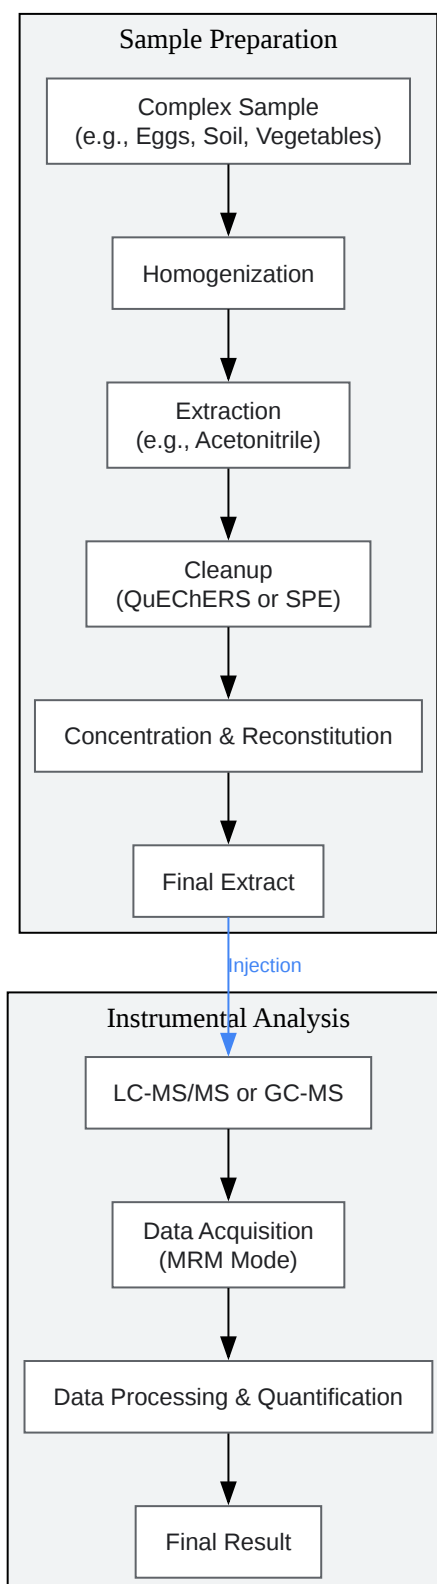 Sample Preparation
Complex Sample
(e.g., Eggs, Soil, Vegetables)
Homogenization
Extraction
(e.g., Acetonitrile)
Cleanup
(QuEChERS or SPE)
Concentration & Reconstitution
Final Extract
Injection
Instrumental Analysis
LC-MS/MS or GC-MS
Data Acquisition
(MRM Mode)
Data Processing & Quantification
Final Result